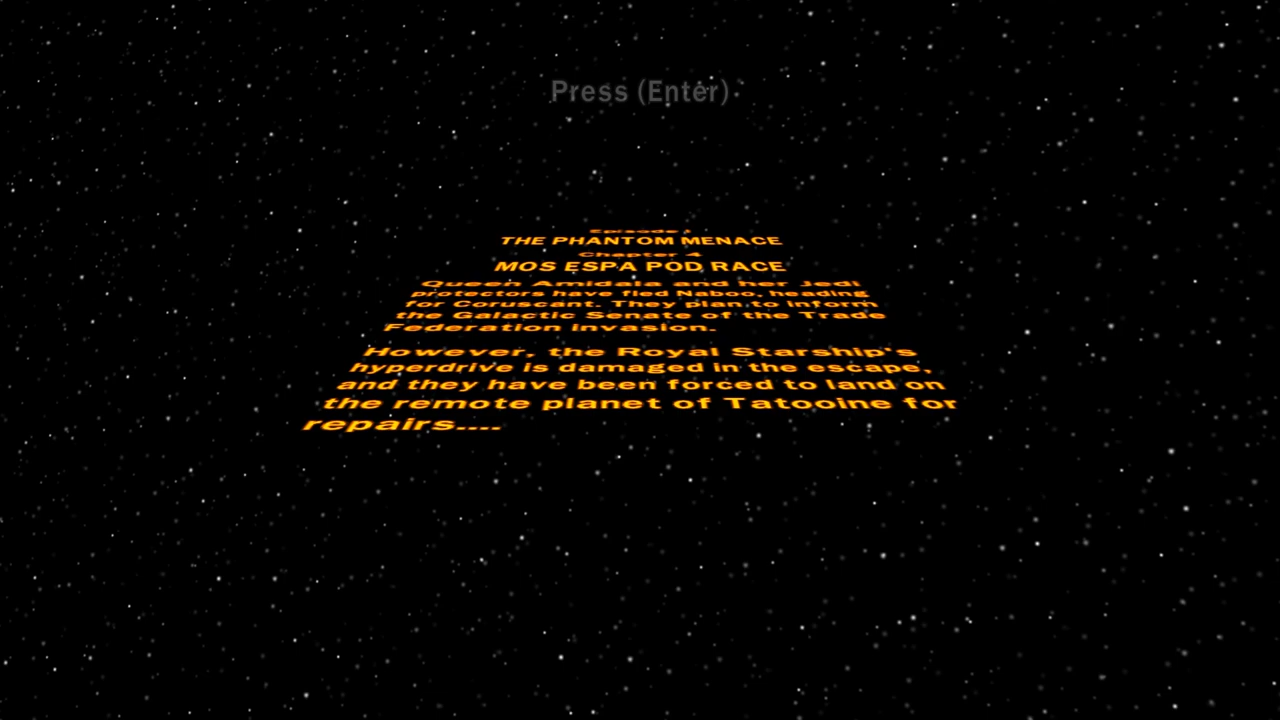 Press (Enter)
Episode I
THE PHANTOM MENACE
Chapter 4
MOS ESPA POD RACE
Queen Amidala and her Jedi
protectors have fled Naboo, heading
for Coruscant. They plan to inform
the Galactic Senate of the Trade
Federation invasion.
However, the Royal Starship's
hyperdrive is damaged in the escape,
and they have been forced to land on
the remote planet of Tatooine for
repairs....